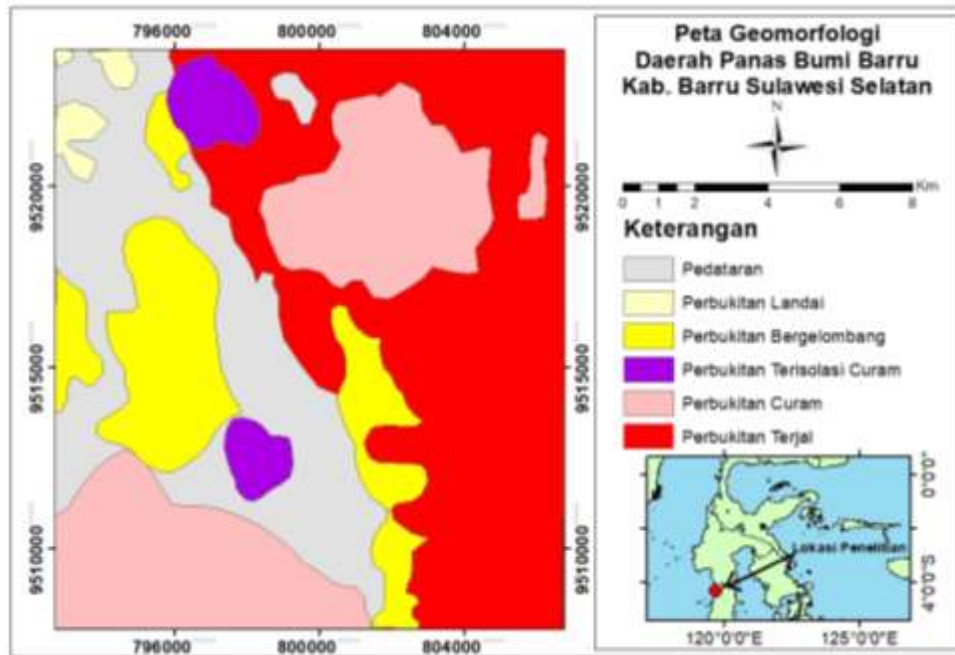 796000 800000 804000
9520000
9515000
9510000
9520000
9515000
9510000
796000 800000 804000
Peta Geomorfologi
Daerah Panas Bumi Barru
Kab. Barru Sulawesi Selatan
N
Km
0 1 2 4 6 8
Keterangan
Pedataran
Perbukitan Landai
Perbukitan Bergelombang
Perbukitan Terisolasi Curam
Perbukitan Curam
Perbukitan Terjal
0°0'0"
Lokasi Penelitian
4°0'0"S
120°0'0"E 125°0'0"E